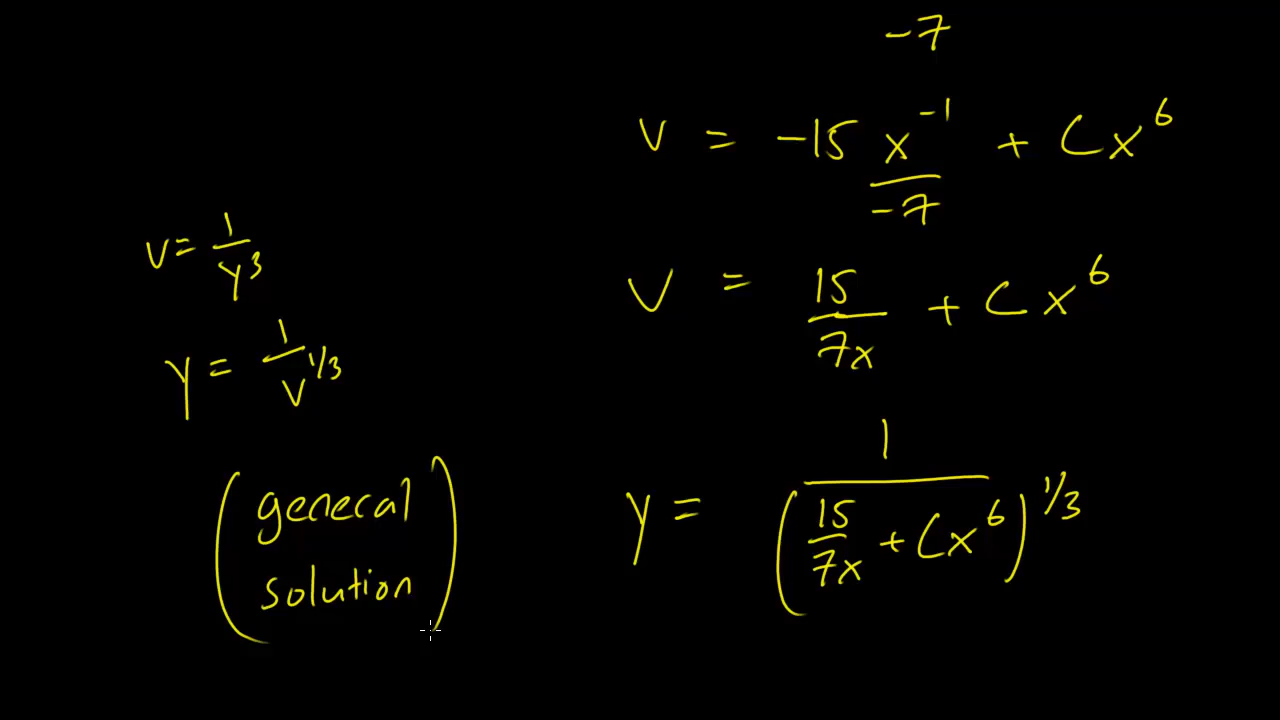 -7
v = -15 x^-1 / -7 + Cx^6
v = 1/y^3
v = 15/7x + Cx^6
y = 1/v^1/3
y = 1/(15/7x + Cx^6)^1/3
(general
solution)